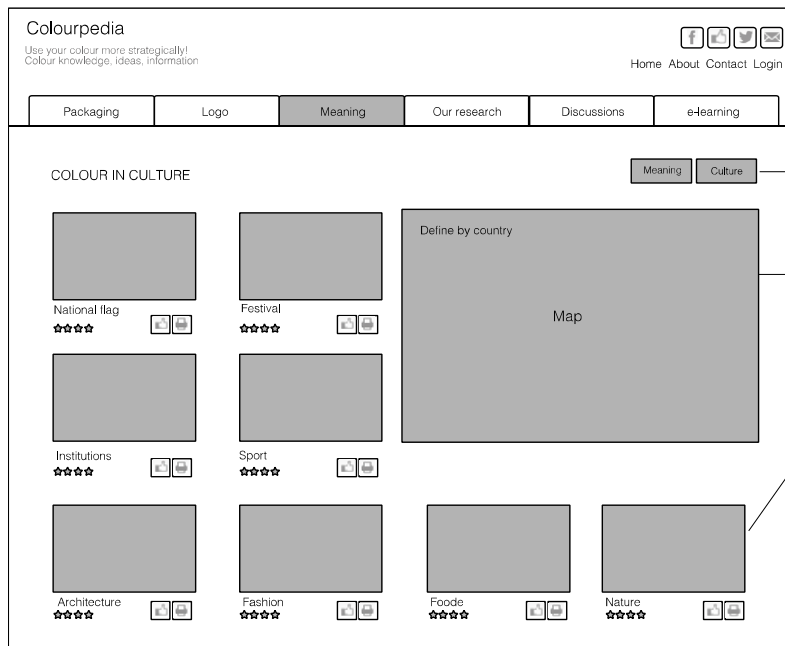 Colourpedia
Use your colour more strategically!
Colour knowledge, ideas, information
f
Home About Contact Login
Packaging
Logo
Meaning
Our research
Discussions
e-learning
COLOUR IN CULTURE
Meaning
Culture
Define by country
Map
National flag
Festival
Institutions
Sport
Architecture
Fashion
Foode
Nature